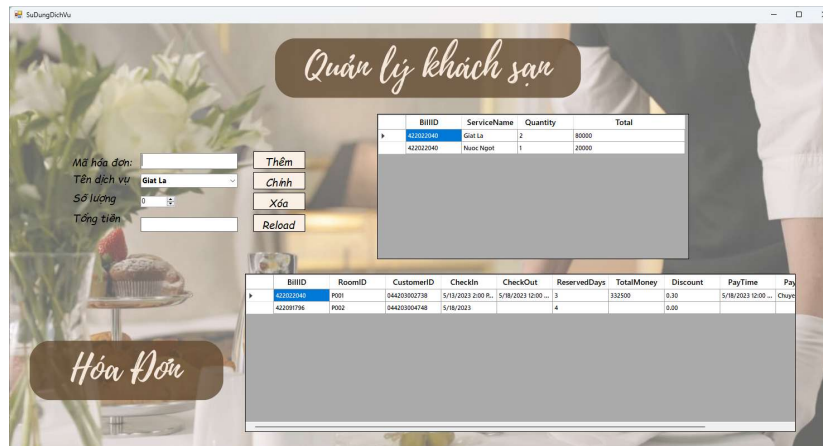 SuDungDichVu
Quản lý khách sạn
BillID ServiceName Quantity Total
422022040 Giat La 2 80000
422022040 Nuoc Ngot 1 20000
Mã hóa đơn:
Tên dịch vụ Giat La
Số lượng 0
Tổng tiền
Thêm
Chính
Xóa
Reload
BillID RoomID CustomerID CheckIn CheckOut ReservedDays TotalMoney Discount PayTime Pay
422022040 P001 044203002738 5/13/2023 2:00 P... 5/18/2023 12:00 ... 3 332500 0.30 5/18/2023 12:00 ... Chuye
422091796 P002 044203004748 5/18/2023 4 0.00
Hóa Đơn